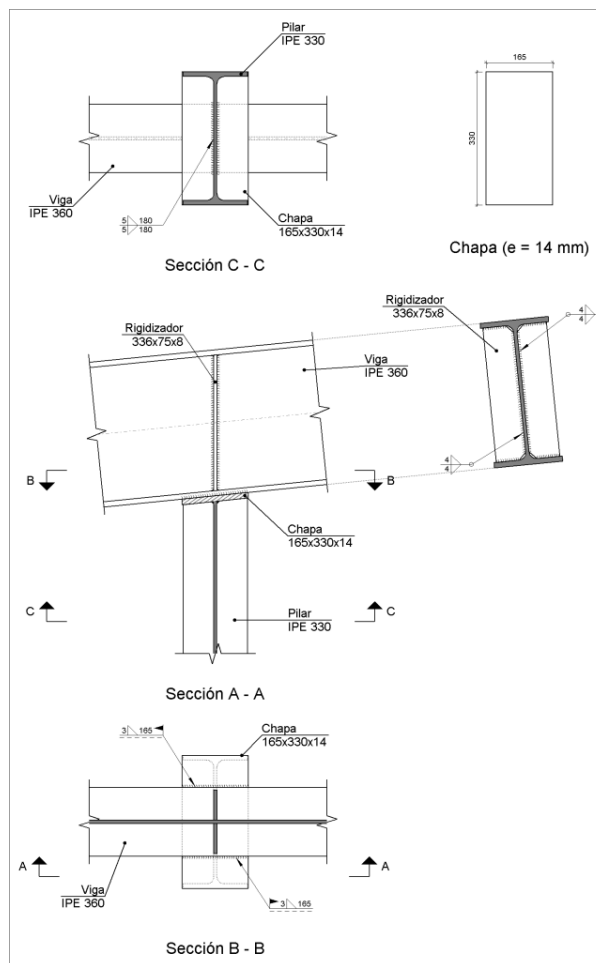 Pilar
IPE 330
Viga
IPE 360
5 180
5 180
Chapa
165x330x14
Sección C - C
165
330
Chapa (e = 14 mm)
Rigidizador
336x75x8
Viga
IPE 360
Rigidizador
336x75x8
4
4
4
4
B
B
Chapa
165x330x14
C
C
Pilar
IPE 330
Sección A - A
3 165
Chapa
165x330x14
A
A
Viga
IPE 360
3 165
Sección B - B